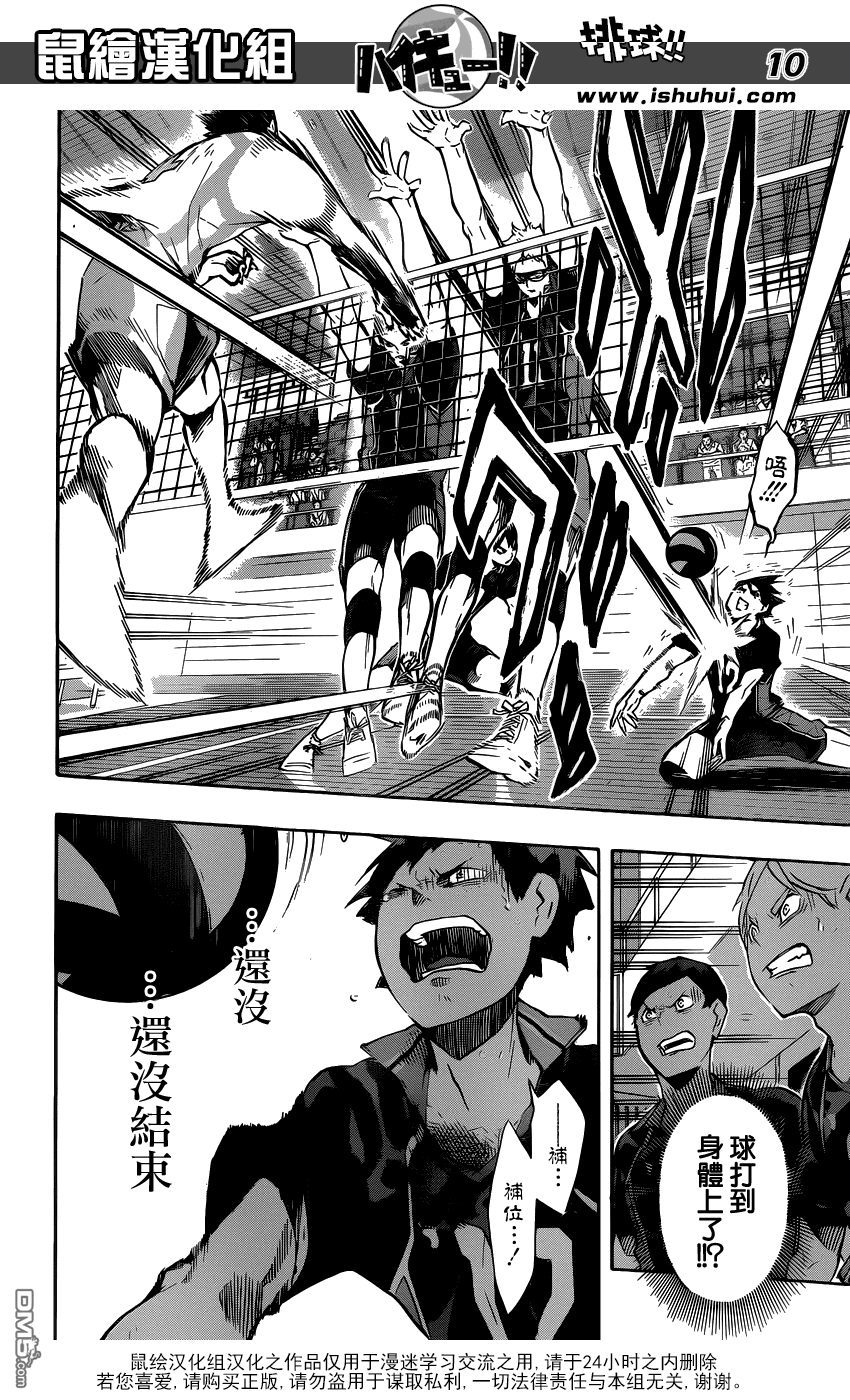 鼠繪漢化組
ハイキュー!!
排球!!
10
www.ishuhui.com
唔
!!!
球打到
身體上了!!?
補…
補位…!
…還沒
…還沒結束
DM5
.com
鼠绘汉化组汉化之作品仅用于漫迷学习交流之用, 请于24小时之内删除
若您喜爱, 请购买正版, 请勿盗用于谋取私利, 一切法律责任与本组无关, 谢谢。